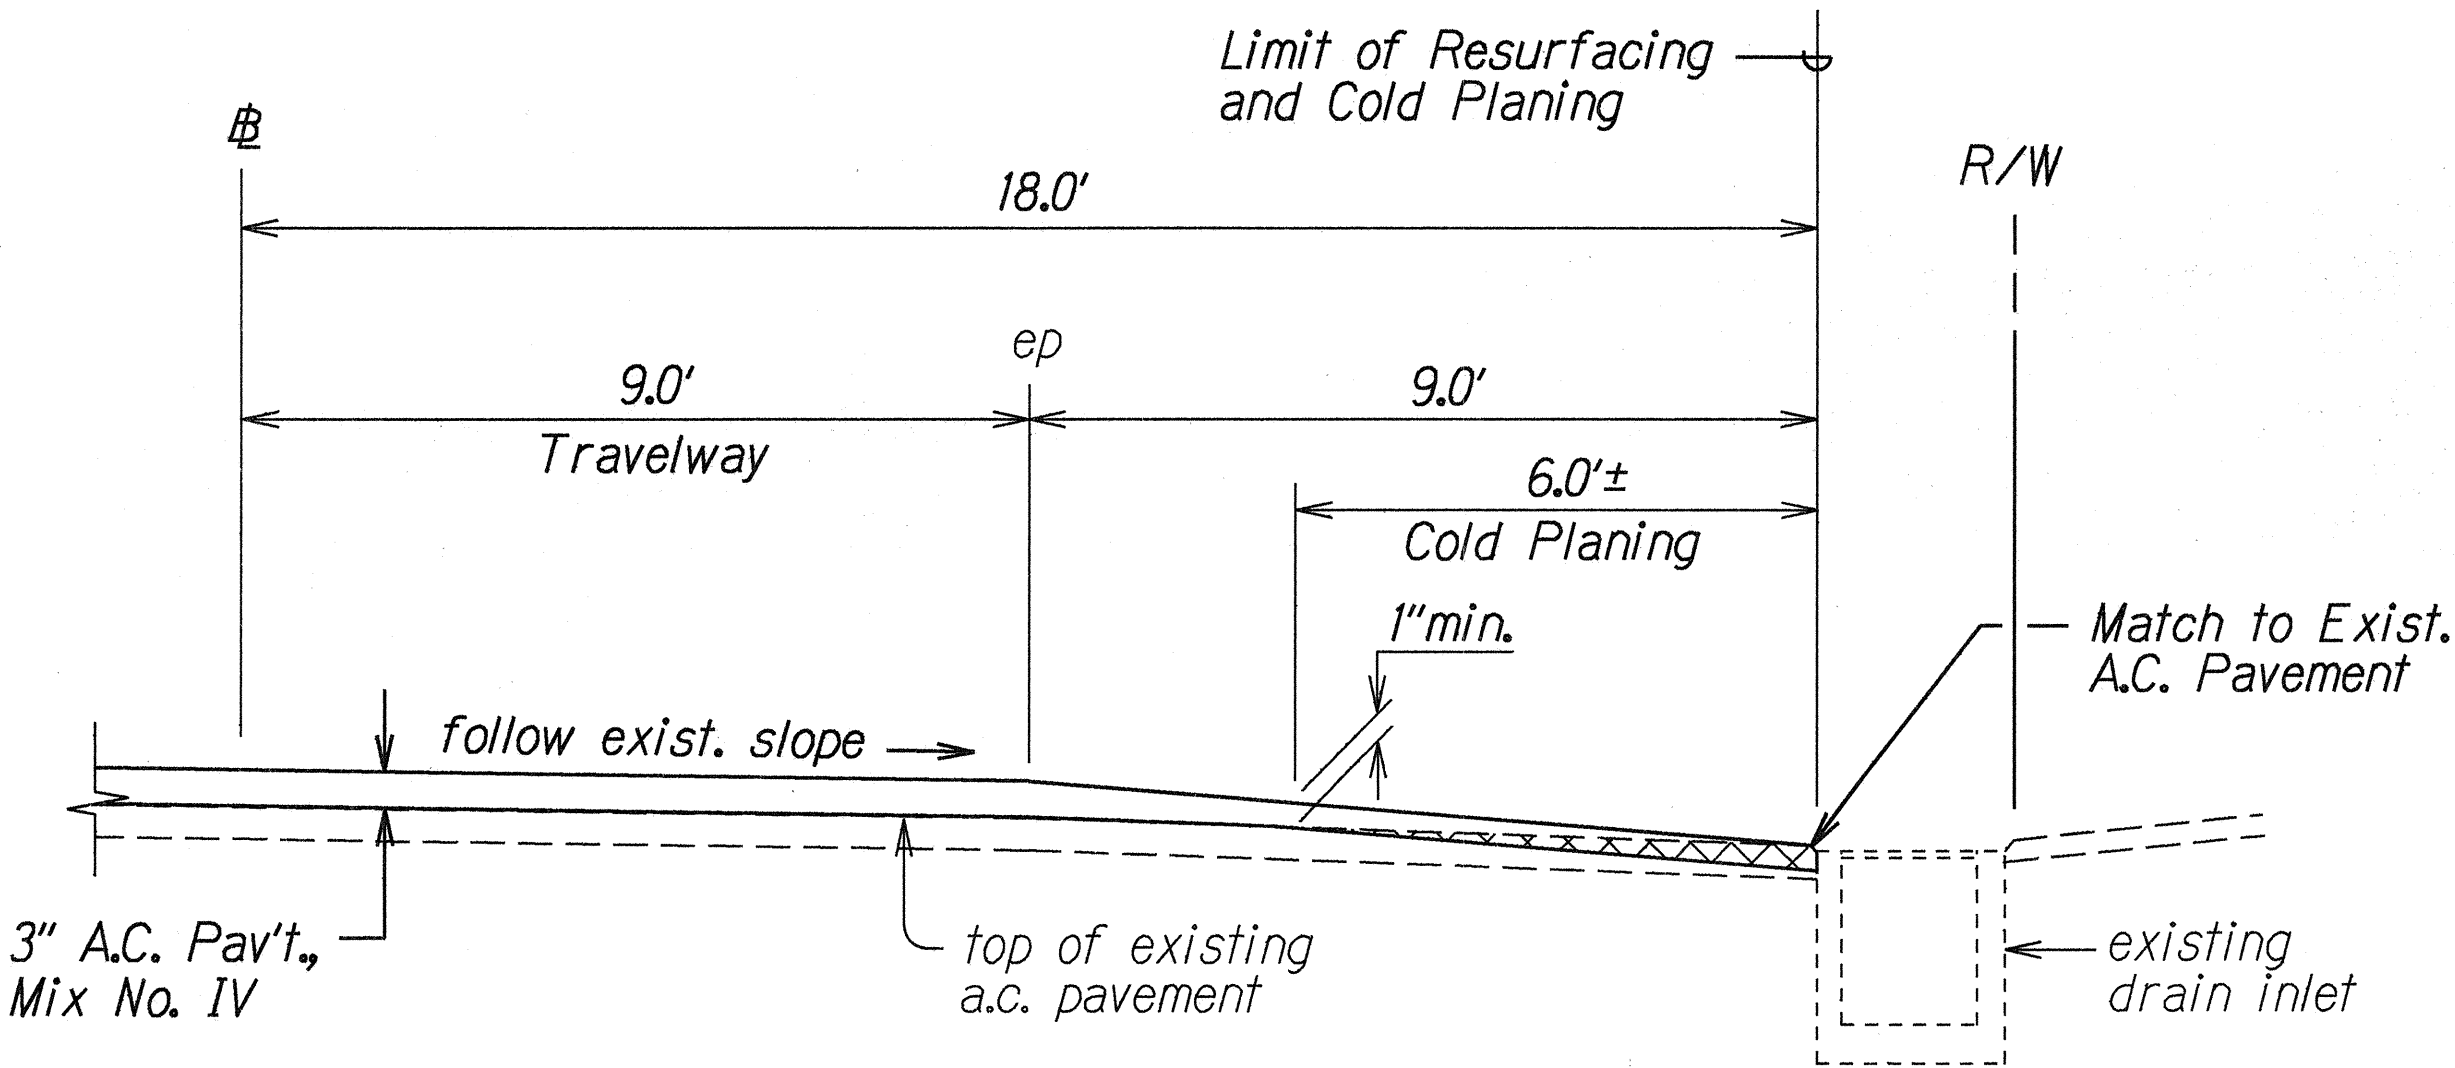 Limit of Resurfacing
and Cold Planing
BL
R/W
18.0'
ep
9.0'
9.0'
Travelway
6.0'±
Cold Planing
1" min.
Match to Exist.
A.C. Pavement
follow exist. slope
3" A.C. Pav't.,
Mix No. IV
top of existing
a.c. pavement
existing
drain inlet